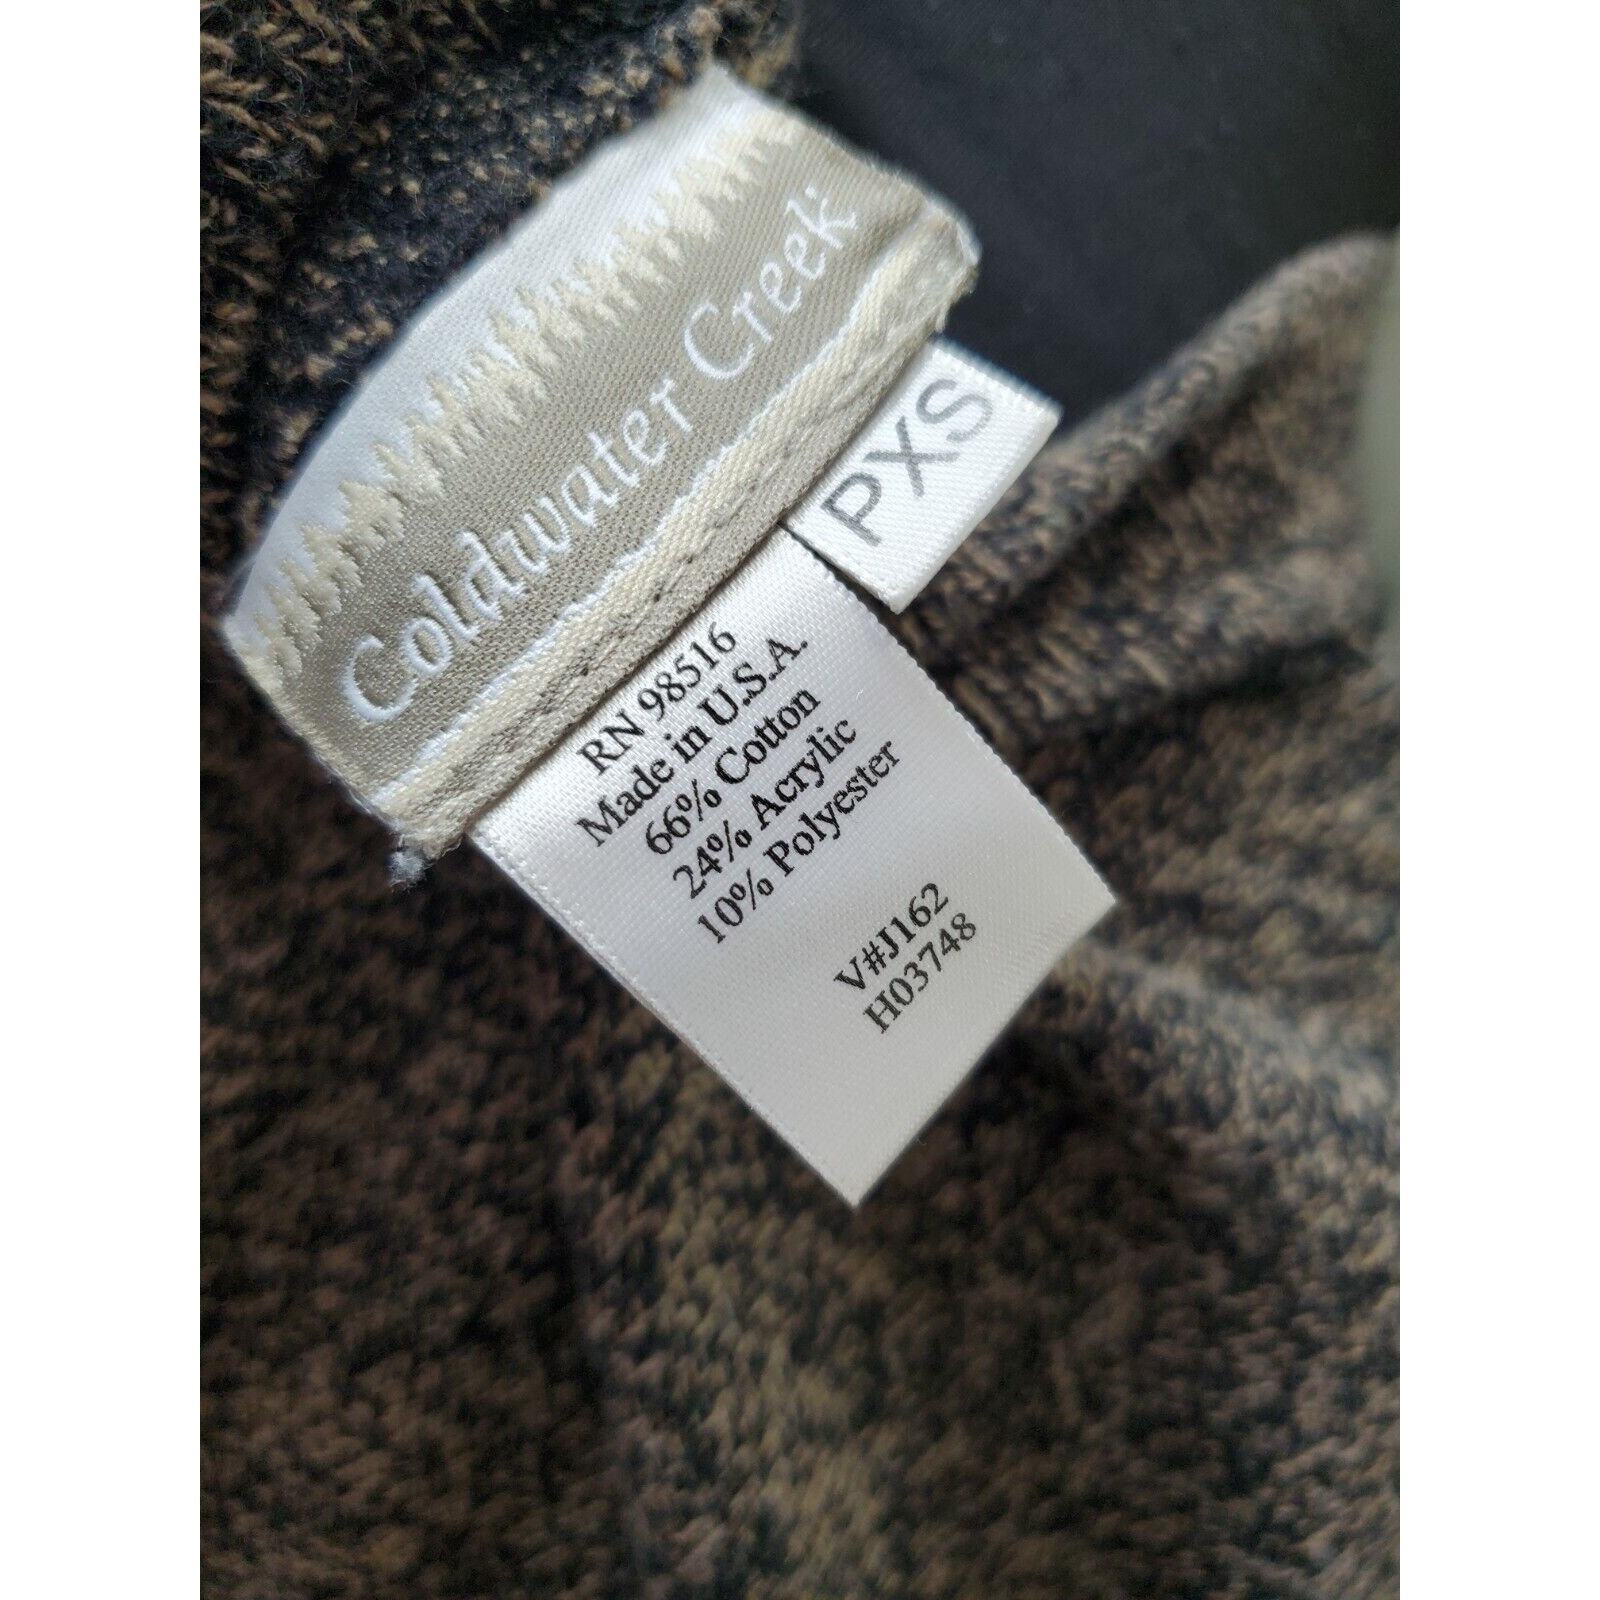 Coldwater Creek
PXS
RN 98516
Made in U.S.A.
66% Cotton
24% Acrylic
10% Polyester
V#J162
H03748